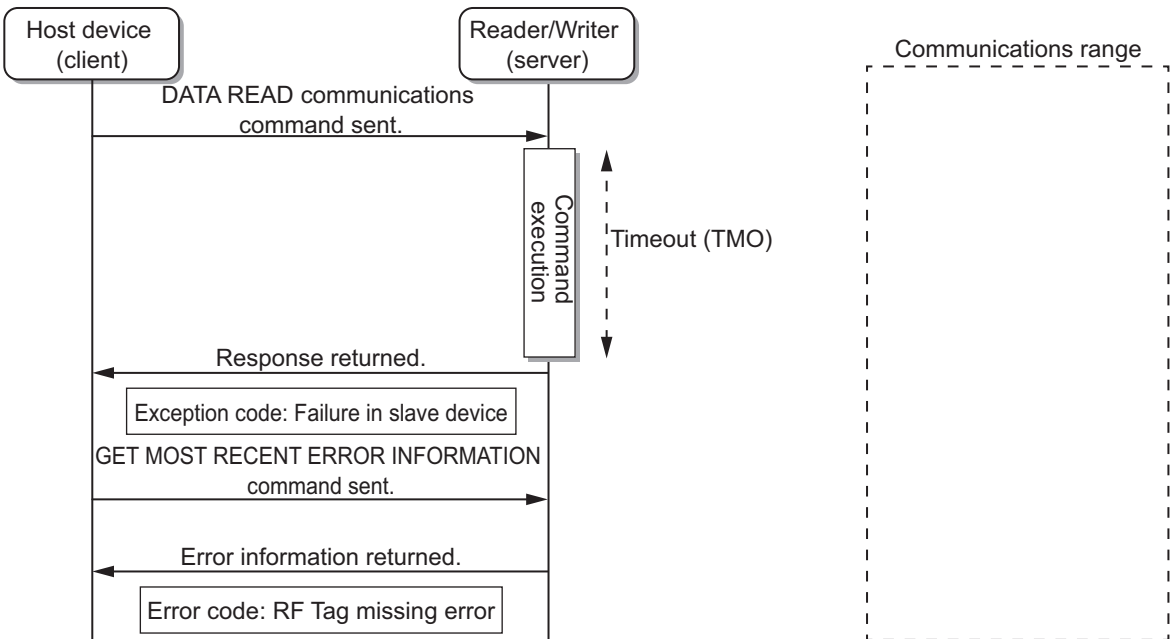 Host device
(client)
Reader/Writer
(server)
Communications range
DATA READ communications
command sent.
Command
execution
Timeout (TMO)
Response returned.
Exception code: Failure in slave device
GET MOST RECENT ERROR INFORMATION
command sent.
Error information returned.
Error code: RF Tag missing error